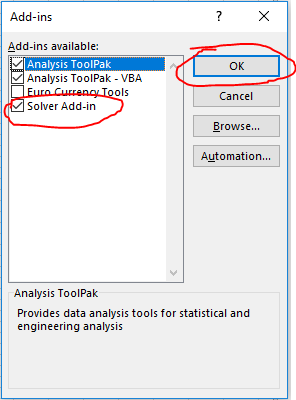 Add-ins
? ×
Add-ins available:
Analysis ToolPak
Analysis ToolPak - VBA
Euro Currency Tools
Solver Add-in
OK
Cancel
Browse...
Automation...
Analysis ToolPak
Provides data analysis tools for statistical and
engineering analysis